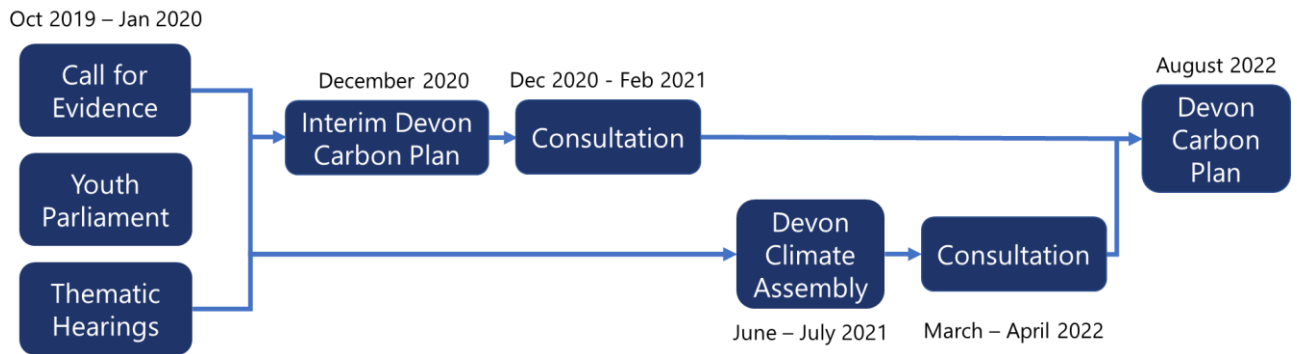 Oct 2019 – Jan 2020
Call for
Evidence
Youth
Parliament
Thematic
Hearings
December 2020
Interim Devon
Carbon Plan
Dec 2020 - Feb 2021
Consultation
Devon
Climate
Assembly
June – July 2021
Consultation
March – April 2022
August 2022
Devon
Carbon
Plan